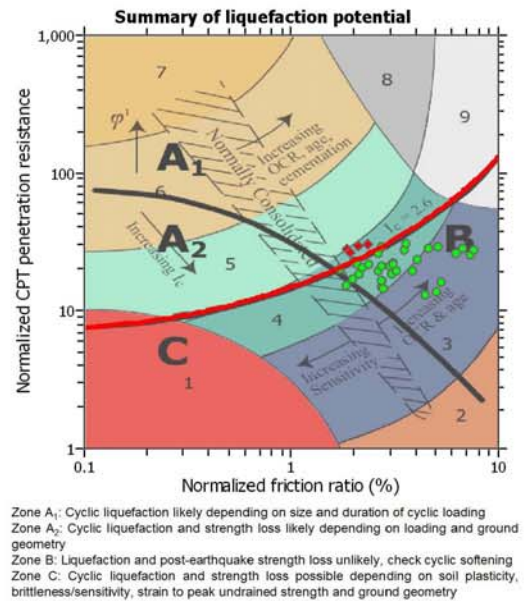 Summary of liquefaction potential
1,000
100
10
1
0.1
1
10
Normalized CPT penetration resistance
Normalized friction ratio (%)
7
8
9
φ'
A1
Increasing OCR, age, cementation
Normally Consolidated
6
A2
Increasing Ic
5
Ic = 2.6
B
4
C
1
Increasing OCR & age
Increasing Sensitivity
3
2
Zone A1: Cyclic liquefaction likely depending on size and duration of cyclic loading
Zone A2: Cyclic liquefaction and strength loss likely depending on loading and ground
geometry
Zone B: Liquefaction and post-earthquake strength loss unlikely, check cyclic softening
Zone C: Cyclic liquefaction and strength loss possible depending on soil plasticity,
brittleness/sensitivity, strain to peak undrained strength and ground geometry